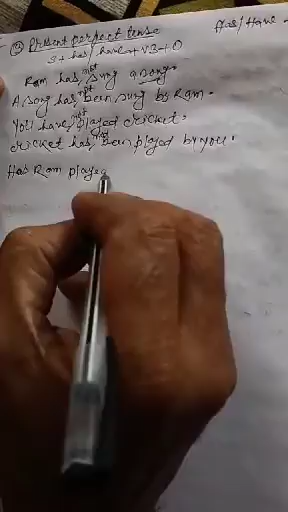 Present perfect tense Has/Have
S + has/have + V3 + O
Ram has not sung a song.
A song has not been sung by Ram.
You have not played cricket.
cricket has not been played by you.
Has Ram played